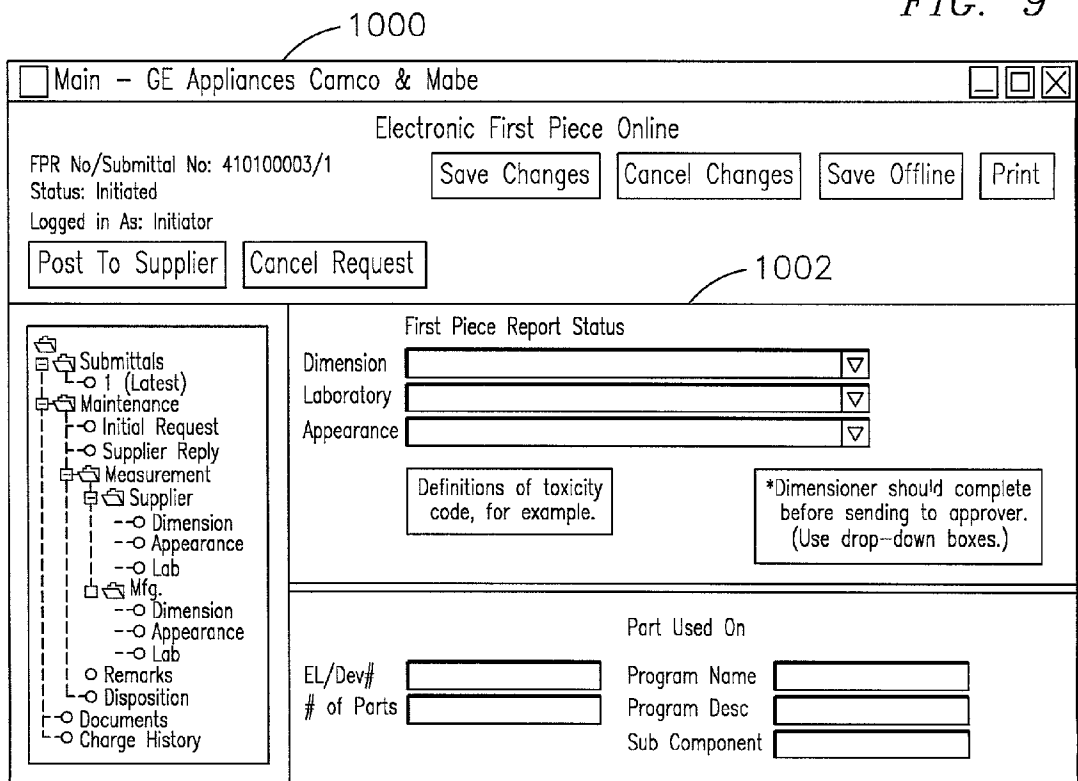 FIG. 9
1000
Main – GE Appliances Camco & Mabe
Electronic First Piece Online
FPR No/Submittal No: 410100003/1
Status: Initiated
Logged in As: Initiator
Save Changes
Cancel Changes
Save Offline
Print
Post To Supplier
Cancel Request
1002
Submittals
1 (Latest)
Maintenance
Initial Request
Supplier Reply
Measurement
Supplier
Dimension
Appearance
Lab
Mfg.
Dimension
Appearance
Lab
Remarks
Disposition
Documents
Charge History
First Piece Report Status
Dimension
Laboratory
Appearance
Definitions of toxicity
code, for example.
*Dimensioner should complete
before sending to approver.
(Use drop-down boxes.)
EL/Dev#
# of Parts
Part Used On
Program Name
Program Desc
Sub Component